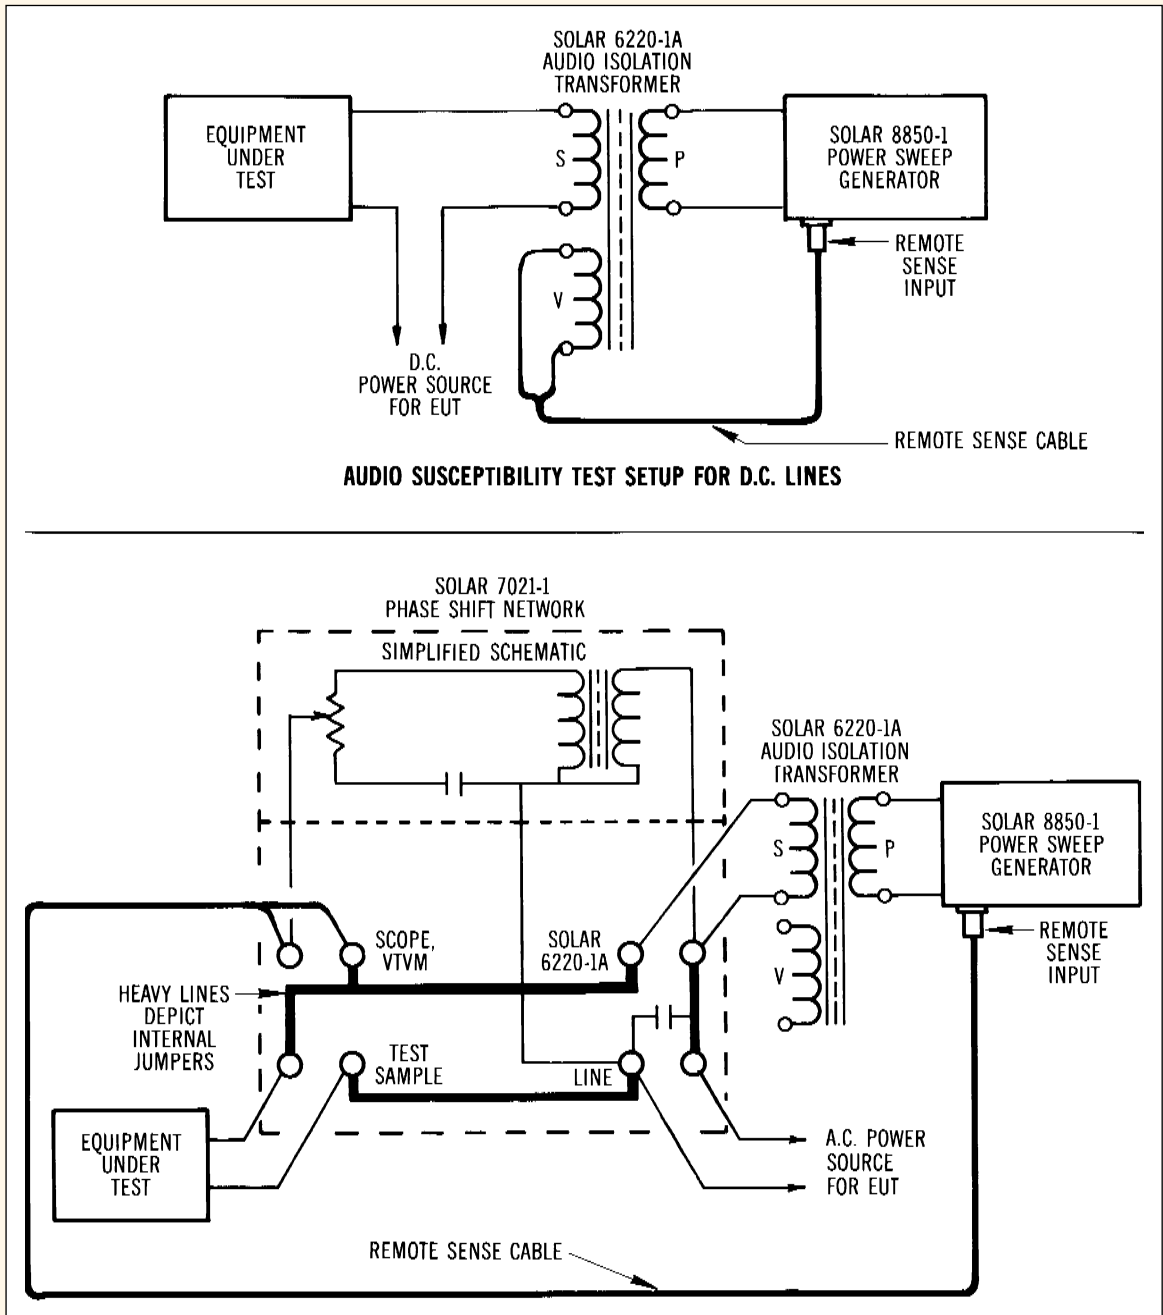 SOLAR 6220-1A
AUDIO ISOLATION
TRANSFORMER
EQUIPMENT
UNDER
TEST
S
P
SOLAR 8850-1
POWER SWEEP
GENERATOR
REMOTE
SENSE
INPUT
V
D.C.
POWER SOURCE
FOR EUT
REMOTE SENSE CABLE
AUDIO SUSCEPTIBILITY TEST SETUP FOR D.C. LINES
SOLAR 7021-1
PHASE SHIFT NETWORK
SIMPLIFIED SCHEMATIC
SOLAR 6220-1A
AUDIO ISOLATION
TRANSFORMER
S
P
SOLAR 8850-1
POWER SWEEP
GENERATOR
SCOPE,
VTVM
SOLAR
6220-1A
V
REMOTE
SENSE
INPUT
HEAVY LINES
DEPICT
INTERNAL
JUMPERS
TEST
SAMPLE
LINE
EQUIPMENT
UNDER
TEST
A.C. POWER
SOURCE
FOR EUT
REMOTE SENSE CABLE